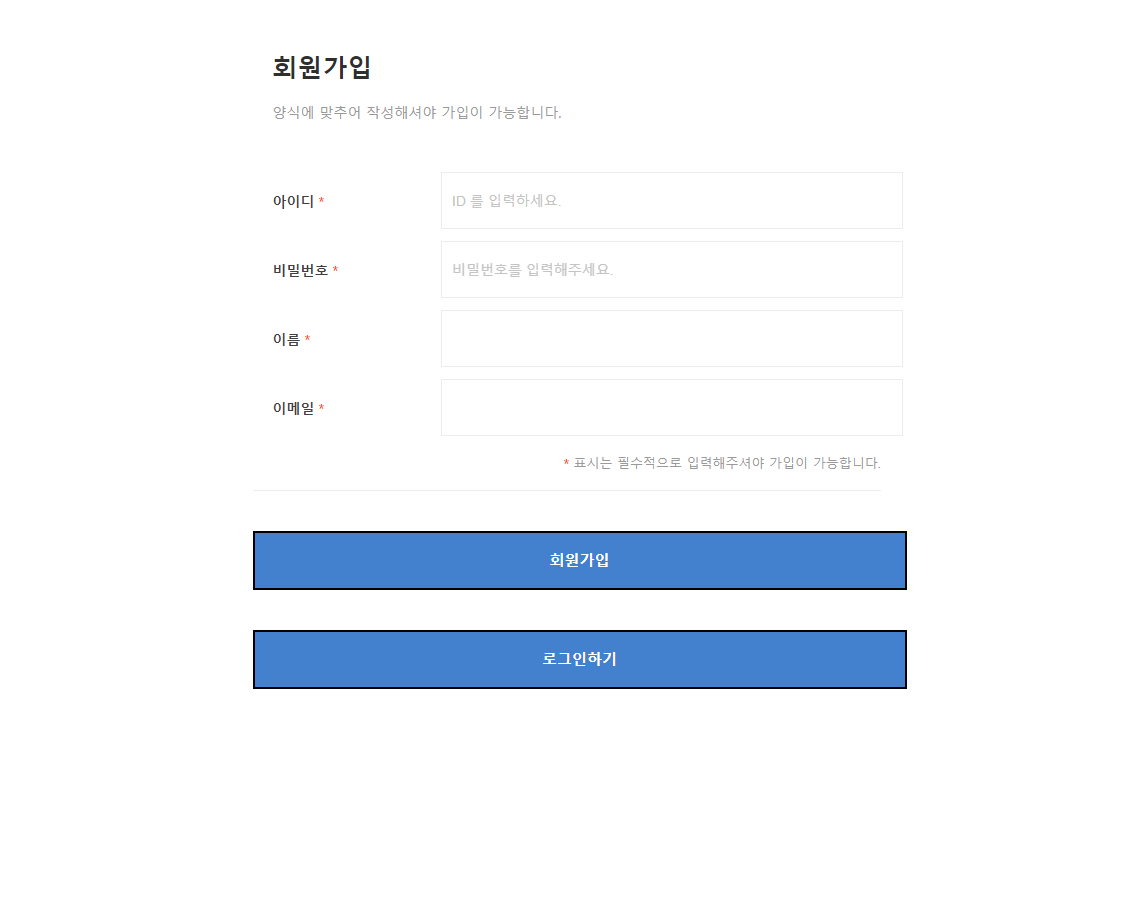 회원가입
양식에 맞추어 작성해셔야 가입이 가능합니다.
아이디 *
ID 를 입력하세요.
비밀번호 *
비밀번호를 입력해주세요.
이름 *
이메일 *
* 표시는 필수적으로 입력해주셔야 가입이 가능합니다.
회원가입
로그인하기